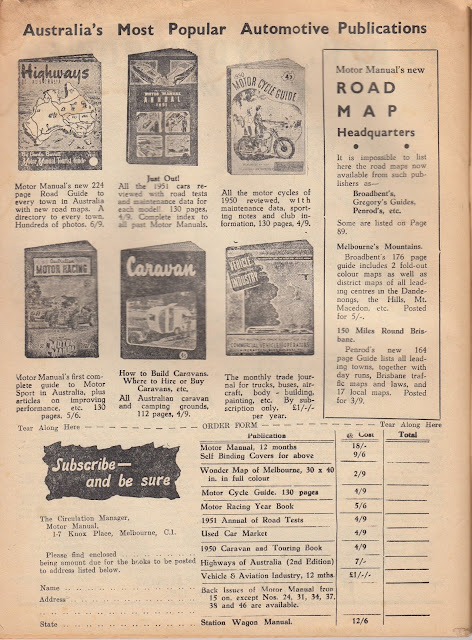 Australia's Most Popular Automotive Publications
Highways
OF AUSTRALIA
Motor Manual's new 224
page Road Guide to
every town in Australia
with new road maps. A
directory to every town.
Hundreds of photos. 6/9.
MOTOR MANUAL
ANNUAL
Just Out!
All the 1951 cars re-
viewed with road tests
and maintenance data for
each model! 130 pages,
4/9. Complete index to
all past Motor Manuals.
MOTOR CYCLE GUIDE
All the motor cycles of
1950 reviewed, with
maintenance data, sport-
ing notes and club in-
formation, 130 pages, 4/9.
MOTOR RACING
Motor Manual's first com-
plete guide to Motor
Sport in Australia, plus
articles on improving
performance, etc. 130
pages, 5/6.
Caravan
How to Build Caravans.
Where to Hire or Buy
Caravans, etc.
All Australian caravan
and camping grounds,
112 pages, 4/9.
VEHICLE
INDUSTRY
The monthly trade jour-
nal for trucks, buses, air-
craft, body-building,
painting, etc. By sub-
scription only. £1/-/-
per year.
Motor Manual's new
ROAD
MAP
Headquarters
It is impossible to list
here the road maps now
available from such pub-
lishers as—
Broadbent's,
Gregory's Guides,
Penrod's, etc.
Some are listed on Page
89.
Melbourne's Mountains.
Broadbent's 176 page
guide includes 2 fold-out
colour maps as well as
district maps of all lead-
ing centres in the Dande-
nongs, the Hills, Mt.
Macedon, etc. Posted
for 5/-.
150 Miles Round Bris-
bane.
Penrod's new 164
page Guide lists all lead-
ing towns, together with
day runs, Brisbane traf-
fic maps and laws, and
17 local maps. Posted
for 3/9.
Tear Along Here
ORDER FORM
Tear Along Here
Subscribe—
and be sure
The Circulation Manager,
Motor Manual,
1-7 Knox Place, Melbourne, C.1.
Please find enclosed
being amount due for the books to be posted
to address listed below.
Name
Address
State
Publication @ Cost Total
Motor Manual, 12 months 18/-
Self Binding Covers for above 9/6
Wonder Map of Melbourne, 30 x 40
in. in full colour 2/9
Motor Cycle Guide. 130 pages 4/9
Motor Racing Year Book 5/6
1951 Annual of Road Tests 4/9
Used Car Market 4/9
1950 Caravan and Touring Book 4/9
Highways of Australia (2nd Edition) 7/-
Vehicle & Aviation Industry, 12 mths £1/-/-
Back Issues of Motor Manual from
15 on, except Nos. 24, 31, 34, 37,
38 and 46 are available.
Station Wagon Manual. 12/6